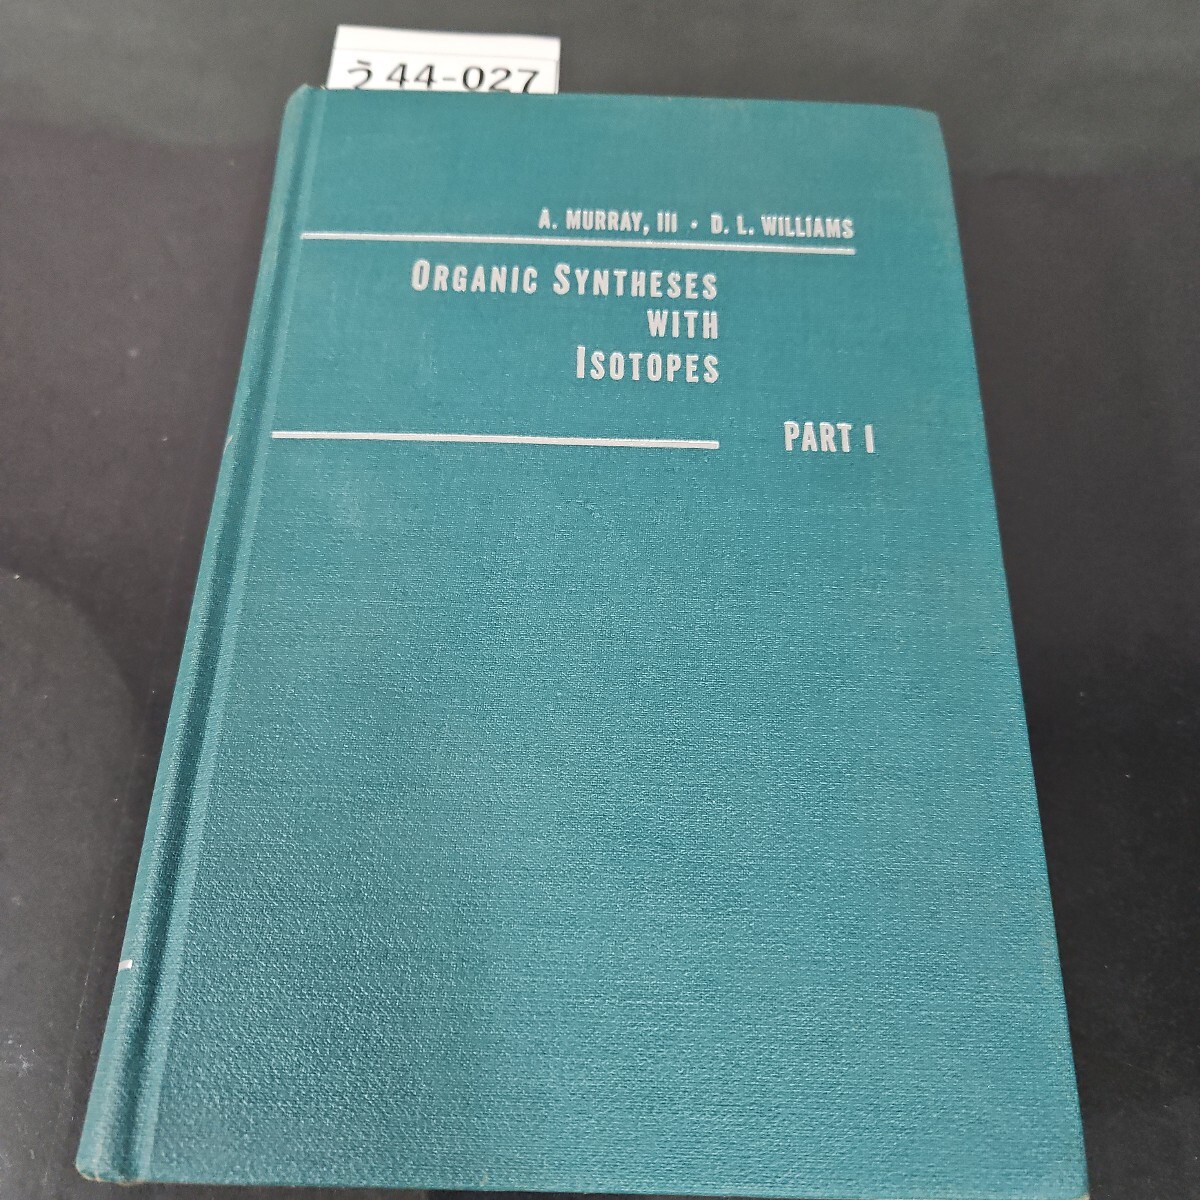 う44-027
A. MURRAY, III · D. L. WILLIAMS
ORGANIC SYNTHESES
WITH
ISOTOPES
PART I